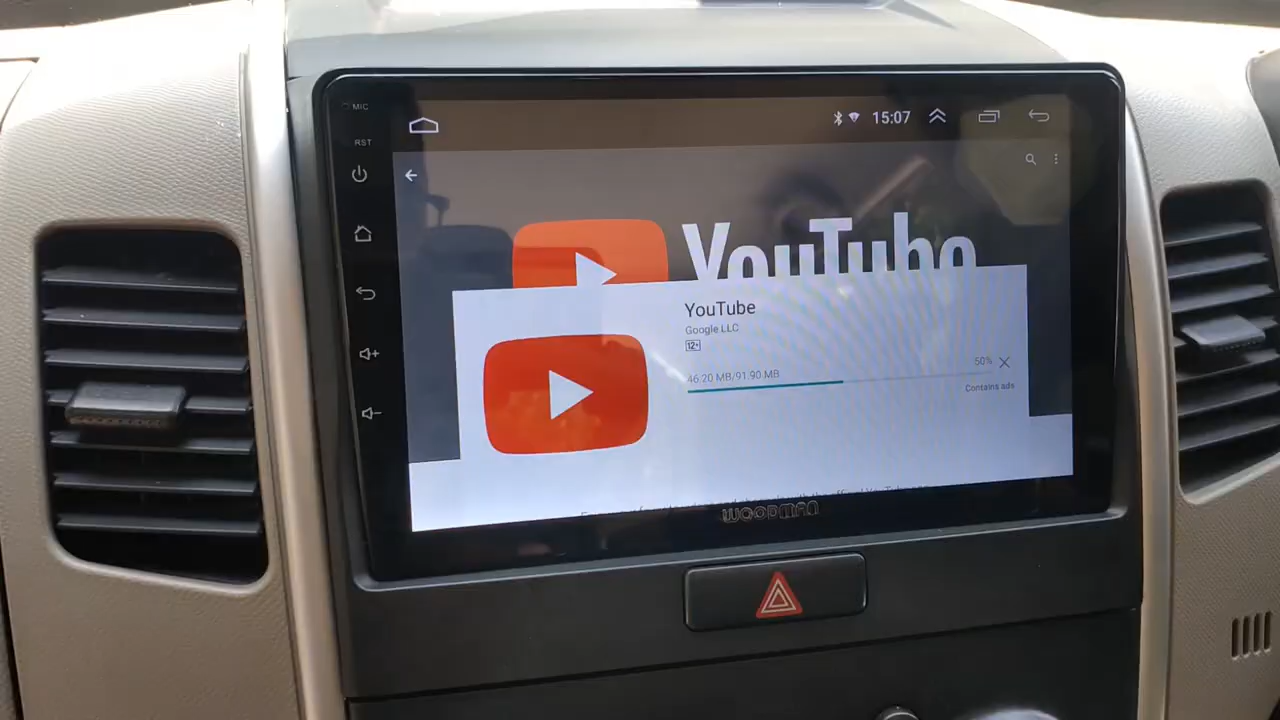 MIC
RST
15:07
YouTube
YouTube
Google LLC
12+
46.20 MB/91.90 MB
50%
Contains ads
WOODMAN